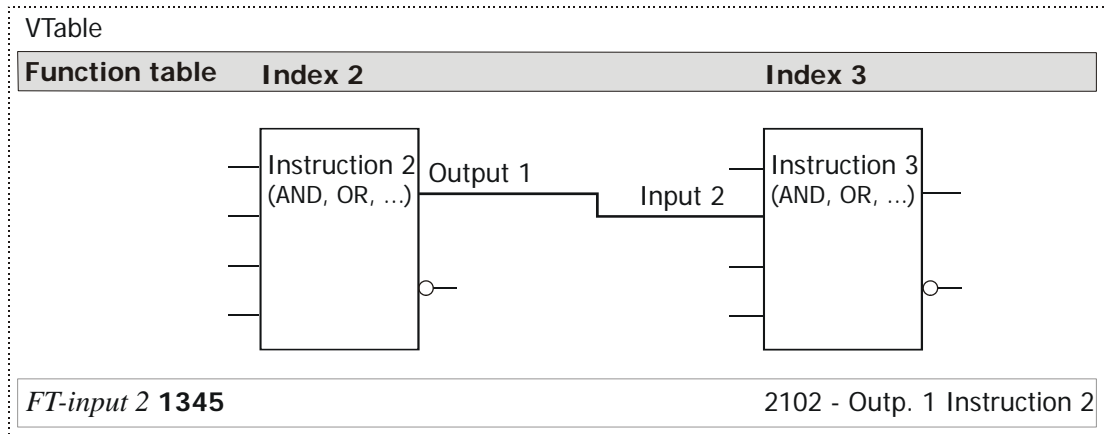 VTable
Function table Index 2 Index 3
Instruction 2
(AND, OR, ...)
Output 1
Input 2
Instruction 3
(AND, OR, ...)
FT-input 2 1345 2102 - Outp. 1 Instruction 2